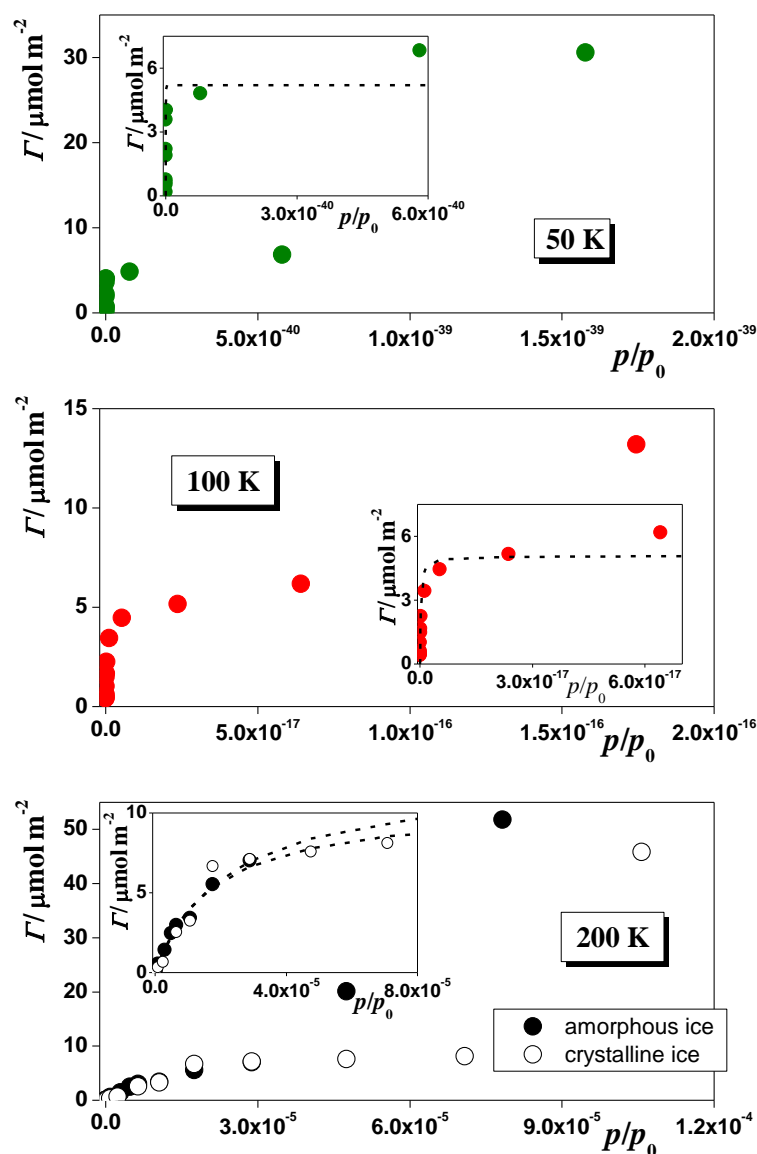 Γ/ μmol m⁻²
30
20
10
0
0.0
5.0x10⁻⁴⁰
1.0x10⁻³⁹
1.5x10⁻³⁹
2.0x10⁻³⁹
p/p₀
50 K
Γ/ μmol m⁻²
6
3
0
0.0
3.0x10⁻⁴⁰
6.0x10⁻⁴⁰
p/p₀
Γ/ μmol m⁻²
15
10
5
0
0.0
5.0x10⁻¹⁷
1.0x10⁻¹⁶
1.5x10⁻¹⁶
2.0x10⁻¹⁶
p/p₀
100 K
Γ/ μmol m⁻²
6
3
0
0.0
3.0x10⁻¹⁷
6.0x10⁻¹⁷
p/p₀
Γ/ μmol m⁻²
50
40
30
20
10
0
0.0
3.0x10⁻⁵
6.0x10⁻⁵
9.0x10⁻⁵
1.2x10⁻⁴
p/p₀
200 K
amorphous ice
crystalline ice
Γ/ μmol m⁻²
10
5
0
0.0
4.0x10⁻⁵
8.0x10⁻⁵
p/p₀